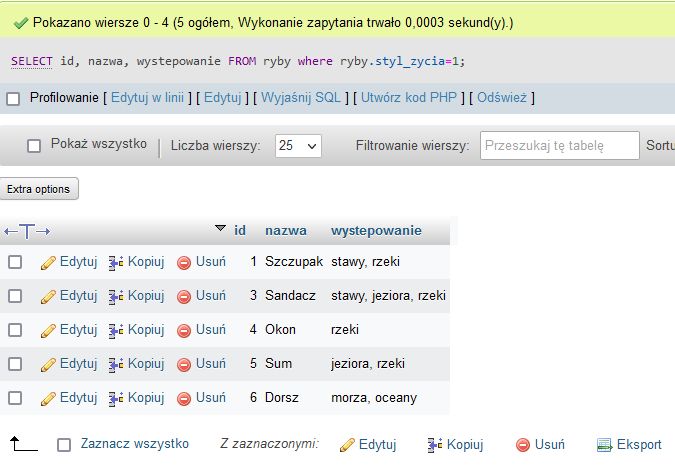 Pokazano wiersze 0 - 4 (5 ogółem, Wykonanie zapytania trwało 0,0003 sekund(y).)
SELECT id, nazwa, wystepowanie FROM ryby where ryby.styl_zycia=1;
Profilowanie [ Edytuj w linii ] [ Edytuj ] [ Wyjaśnij SQL ] [ Utwórz kod PHP ] [ Odśwież ]
Pokaż wszystko | Liczba wierszy: 25 Filtrowanie wierszy: Przeszukaj tę tabelę Sortu
Extra options
←T→ id nazwa wystepowanie
Edytuj Kopiuj Usuń 1 Szczupak stawy, rzeki
Edytuj Kopiuj Usuń 3 Sandacz stawy, jeziora, rzeki
Edytuj Kopiuj Usuń 4 Okon rzeki
Edytuj Kopiuj Usuń 5 Sum jeziora, rzeki
Edytuj Kopiuj Usuń 6 Dorsz morza, oceany
Zaznacz wszystko Z zaznaczonymi: Edytuj Kopiuj Usuń Eksport